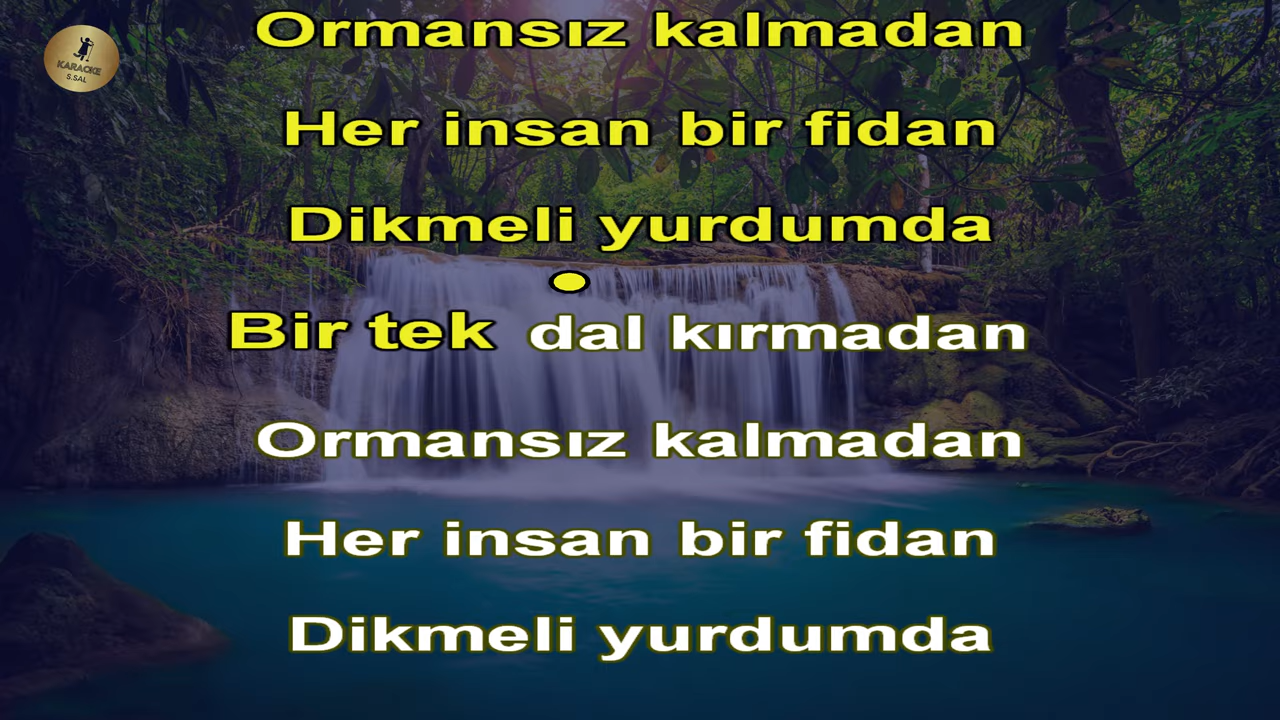 KARAOKE
S.SAL
Ormansız kalmadan
Her insan bir fidan
Dikmeli yurdumda
Bir tek dal kırmadan
Ormansız kalmadan
Her insan bir fidan
Dikmeli yurdumda